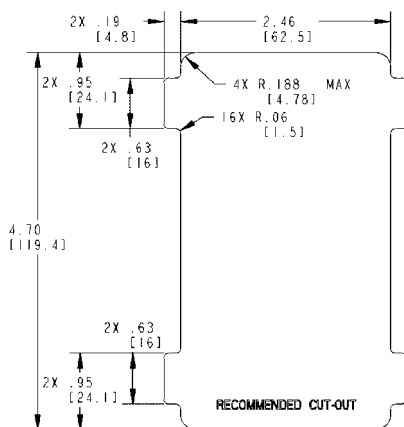 2X .19
[4.8]
2.46
[62.5]
2X .95
[24.1]
4X R.188 MAX
[4.78]
16X R.06
[1.5]
2X .63
[16]
4.70
[119.4]
2X .63
[16]
2X .95
[24.1]
RECOMMENDED CUT-OUT